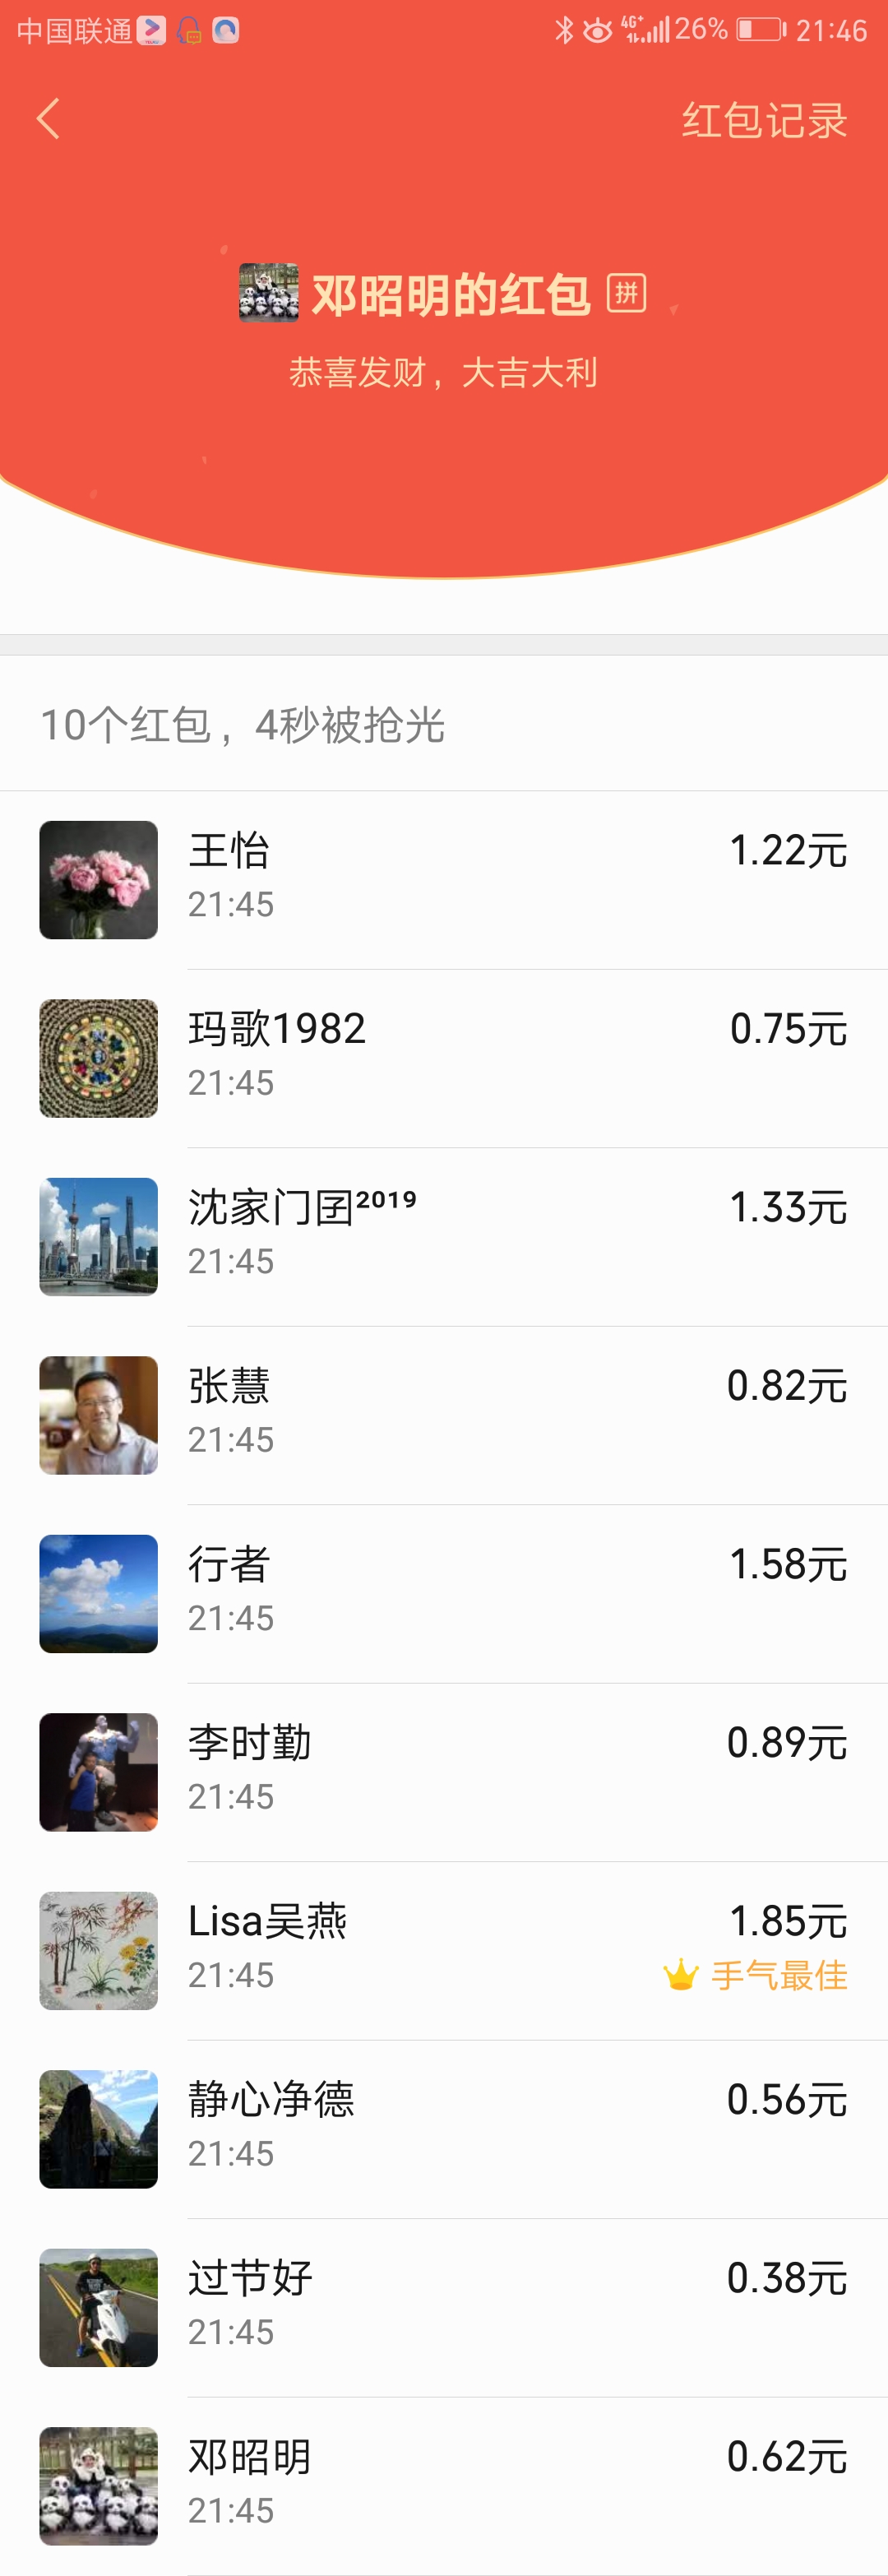 中国联通 4G+ 26% 21:46
红包记录
邓昭明的红包 拼
恭喜发财，大吉大利
10个红包，4秒被抢光
王怡 1.22元
21:45
玛歌1982 0.75元
21:45
沈家门囝²⁰¹⁹ 1.33元
21:45
张慧 0.82元
21:45
行者 1.58元
21:45
李时勤 0.89元
21:45
Lisa吴燕 1.85元
21:45 手气最佳
静心净德 0.56元
21:45
过节好 0.38元
21:45
邓昭明 0.62元
21:45